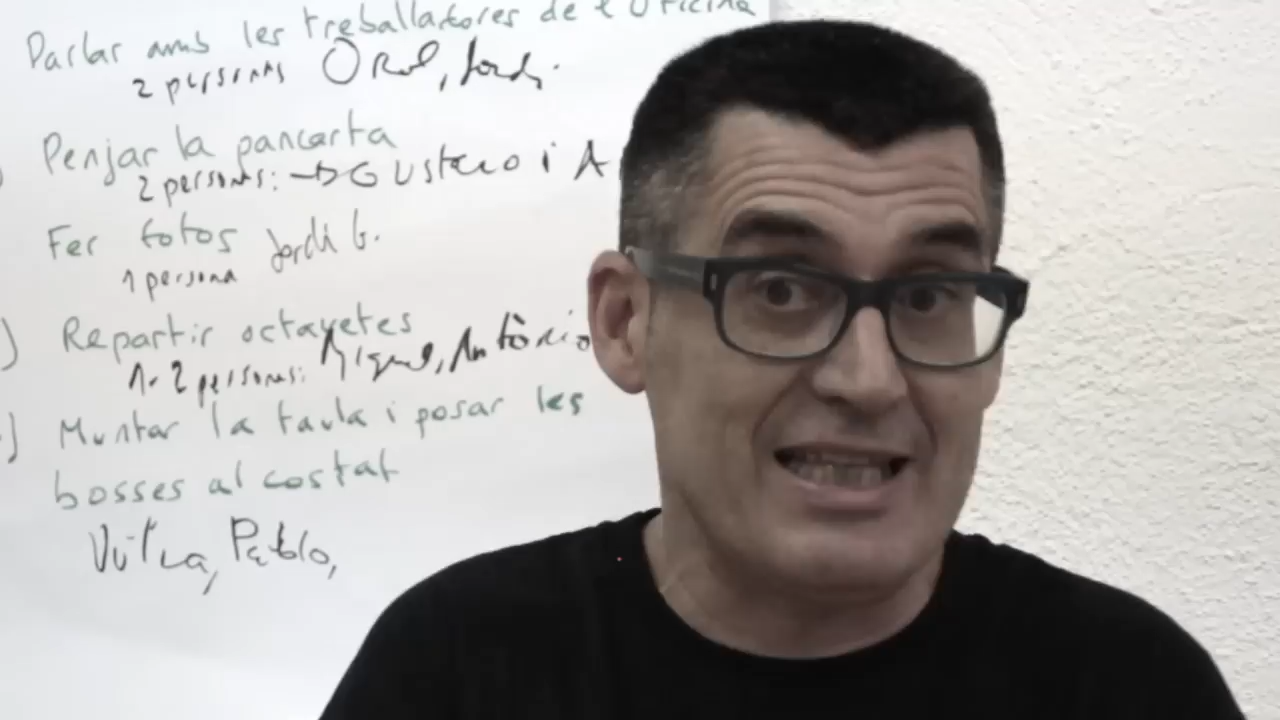 Parlar amb les treballadores de l'Oficina
2 persones Oriol, Jordi
) Penjar la pancarta
2 persones: → Gustavo i A
Fer fotos Jordi G.
1 persona
) Repartir octavetes
1-2 persones: Miguel, Antònio
) Muntar la taula i posar les
bosses al costat
Pablo,